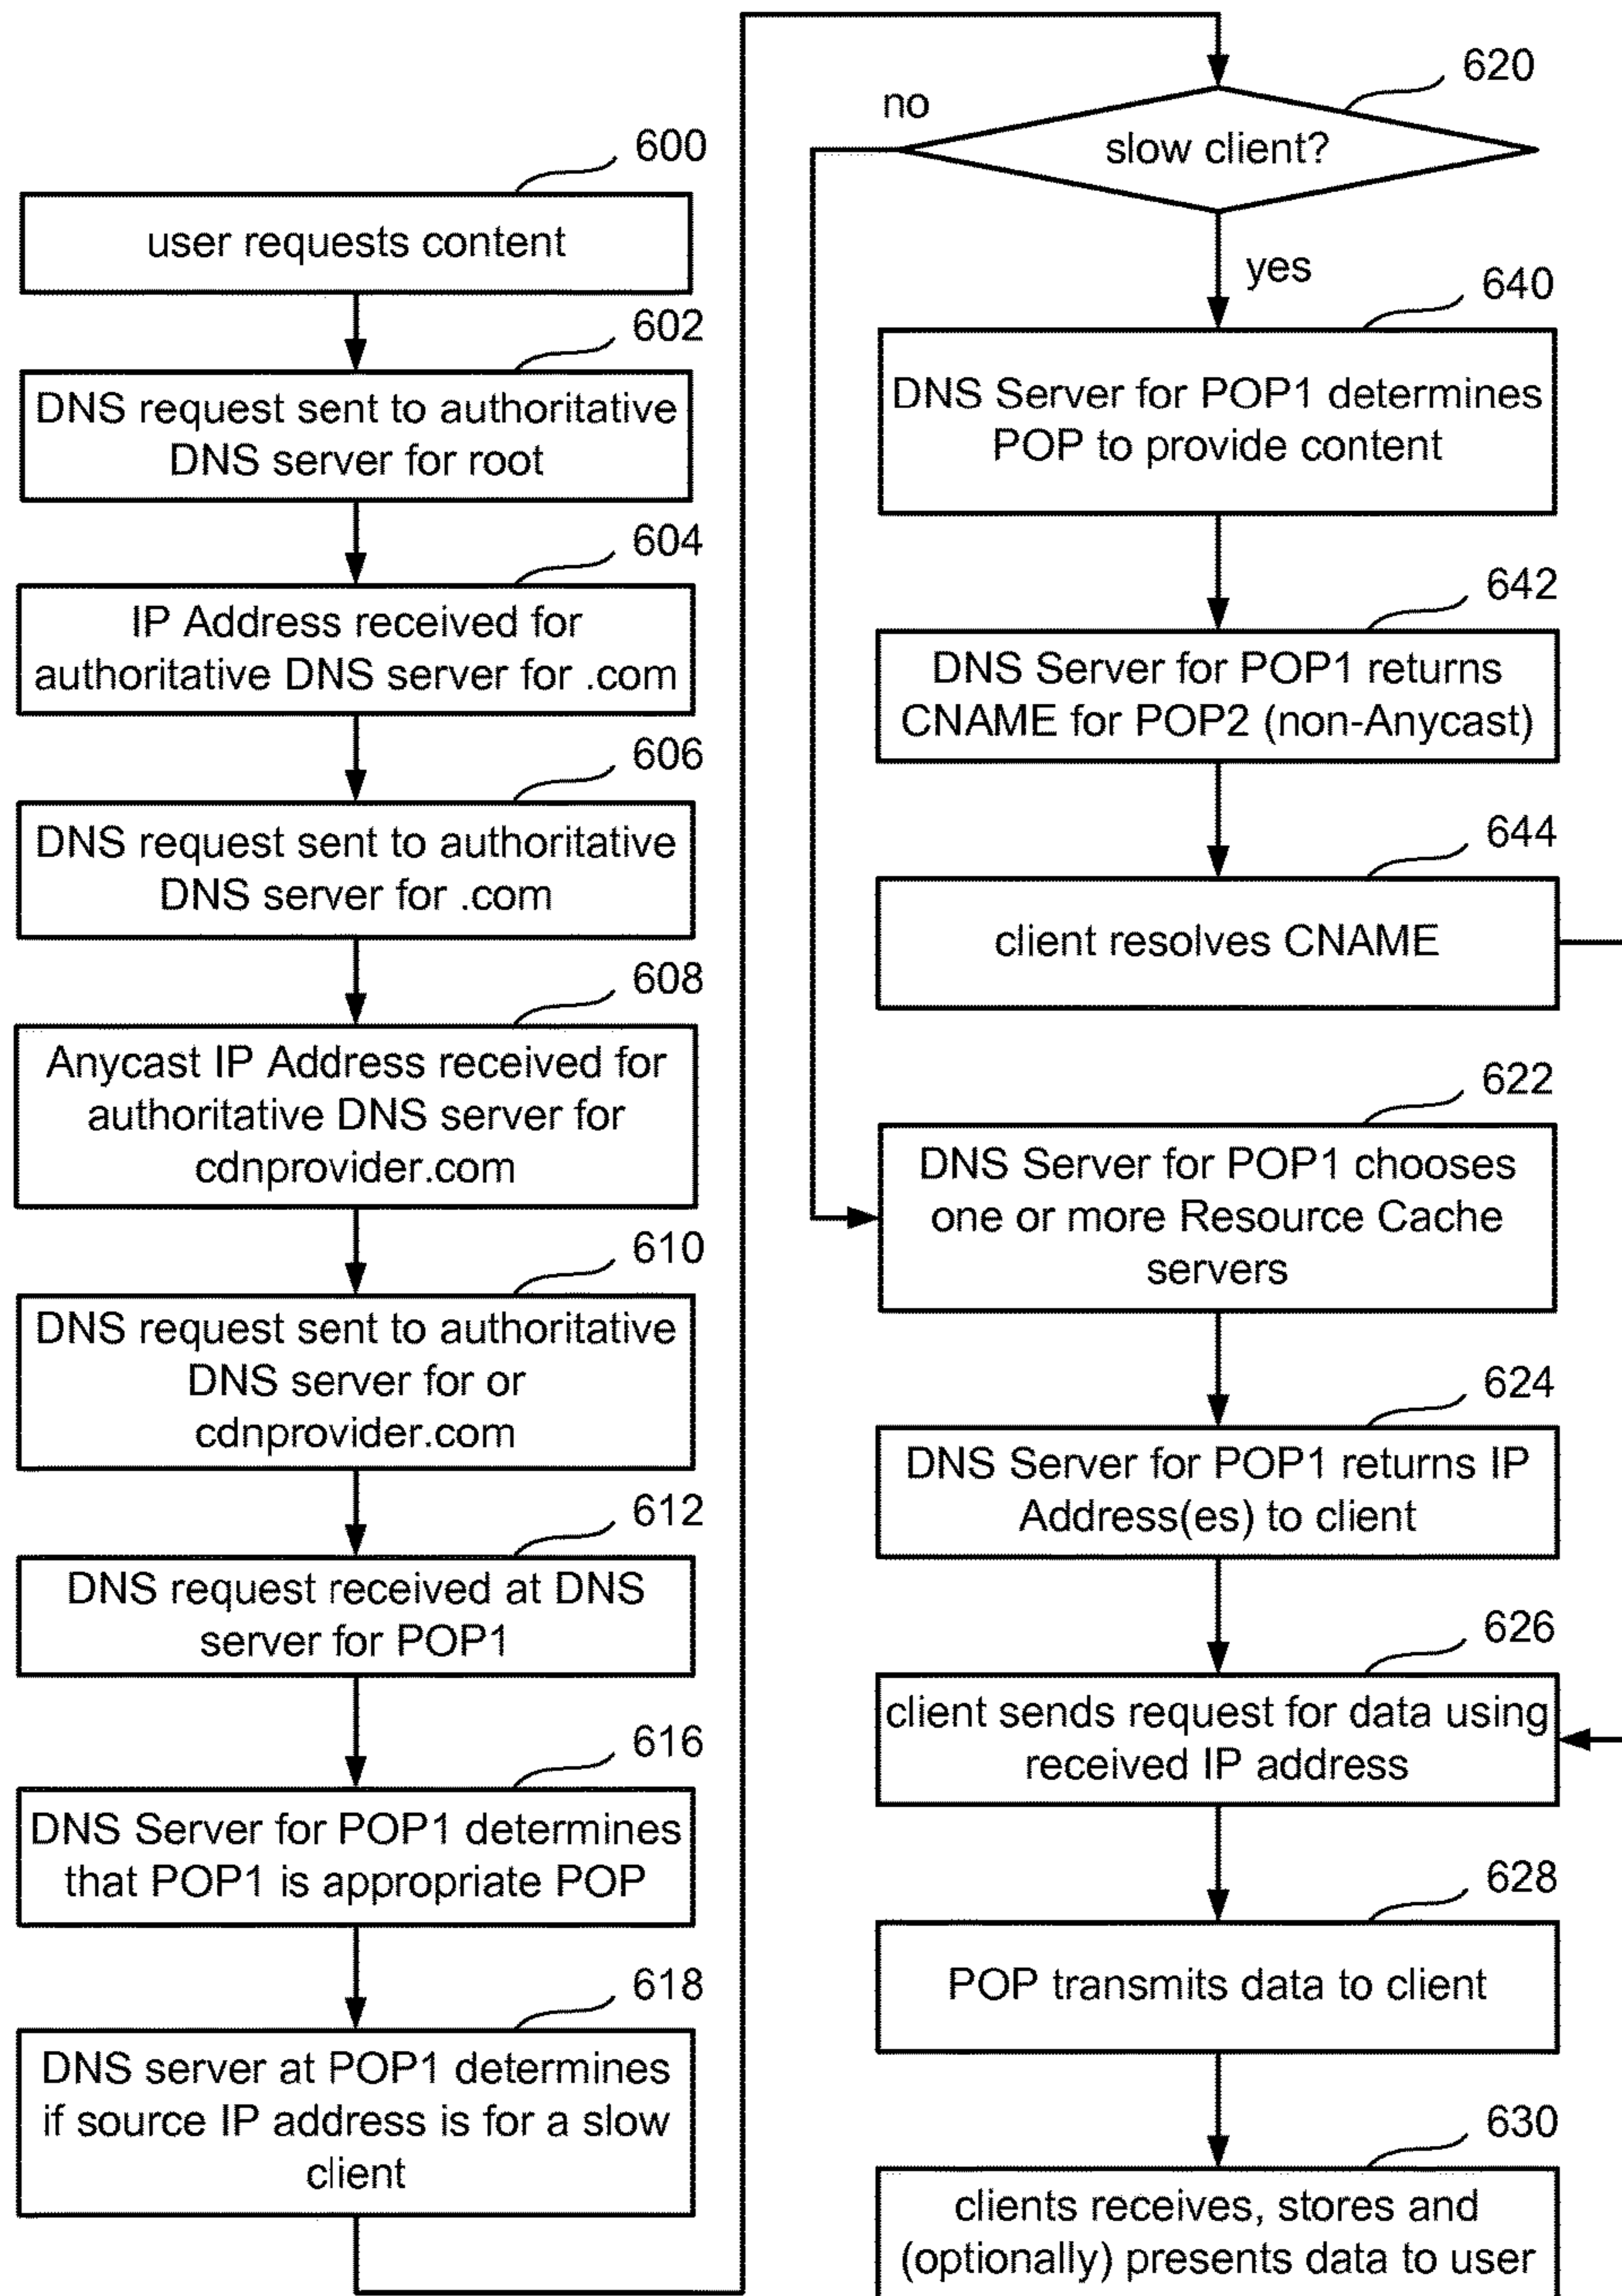 600
user requests content
602
DNS request sent to authoritative
DNS server for root
604
IP Address received for
authoritative DNS server for .com
606
DNS request sent to authoritative
DNS server for .com
608
Anycast IP Address received for
authoritative DNS server for
cdnprovider.com
610
DNS request sent to authoritative
DNS server for or
cdnprovider.com
612
DNS request received at DNS
server for POP1
616
DNS Server for POP1 determines
that POP1 is appropriate POP
618
DNS server at POP1 determines
if source IP address is for a slow
client
620
no
slow client?
yes
640
DNS Server for POP1 determines
POP to provide content
642
DNS Server for POP1 returns
CNAME for POP2 (non-Anycast)
644
client resolves CNAME
622
DNS Server for POP1 chooses
one or more Resource Cache
servers
624
DNS Server for POP1 returns IP
Address(es) to client
626
client sends request for data using
received IP address
628
POP transmits data to client
630
clients receives, stores and
(optionally) presents data to user